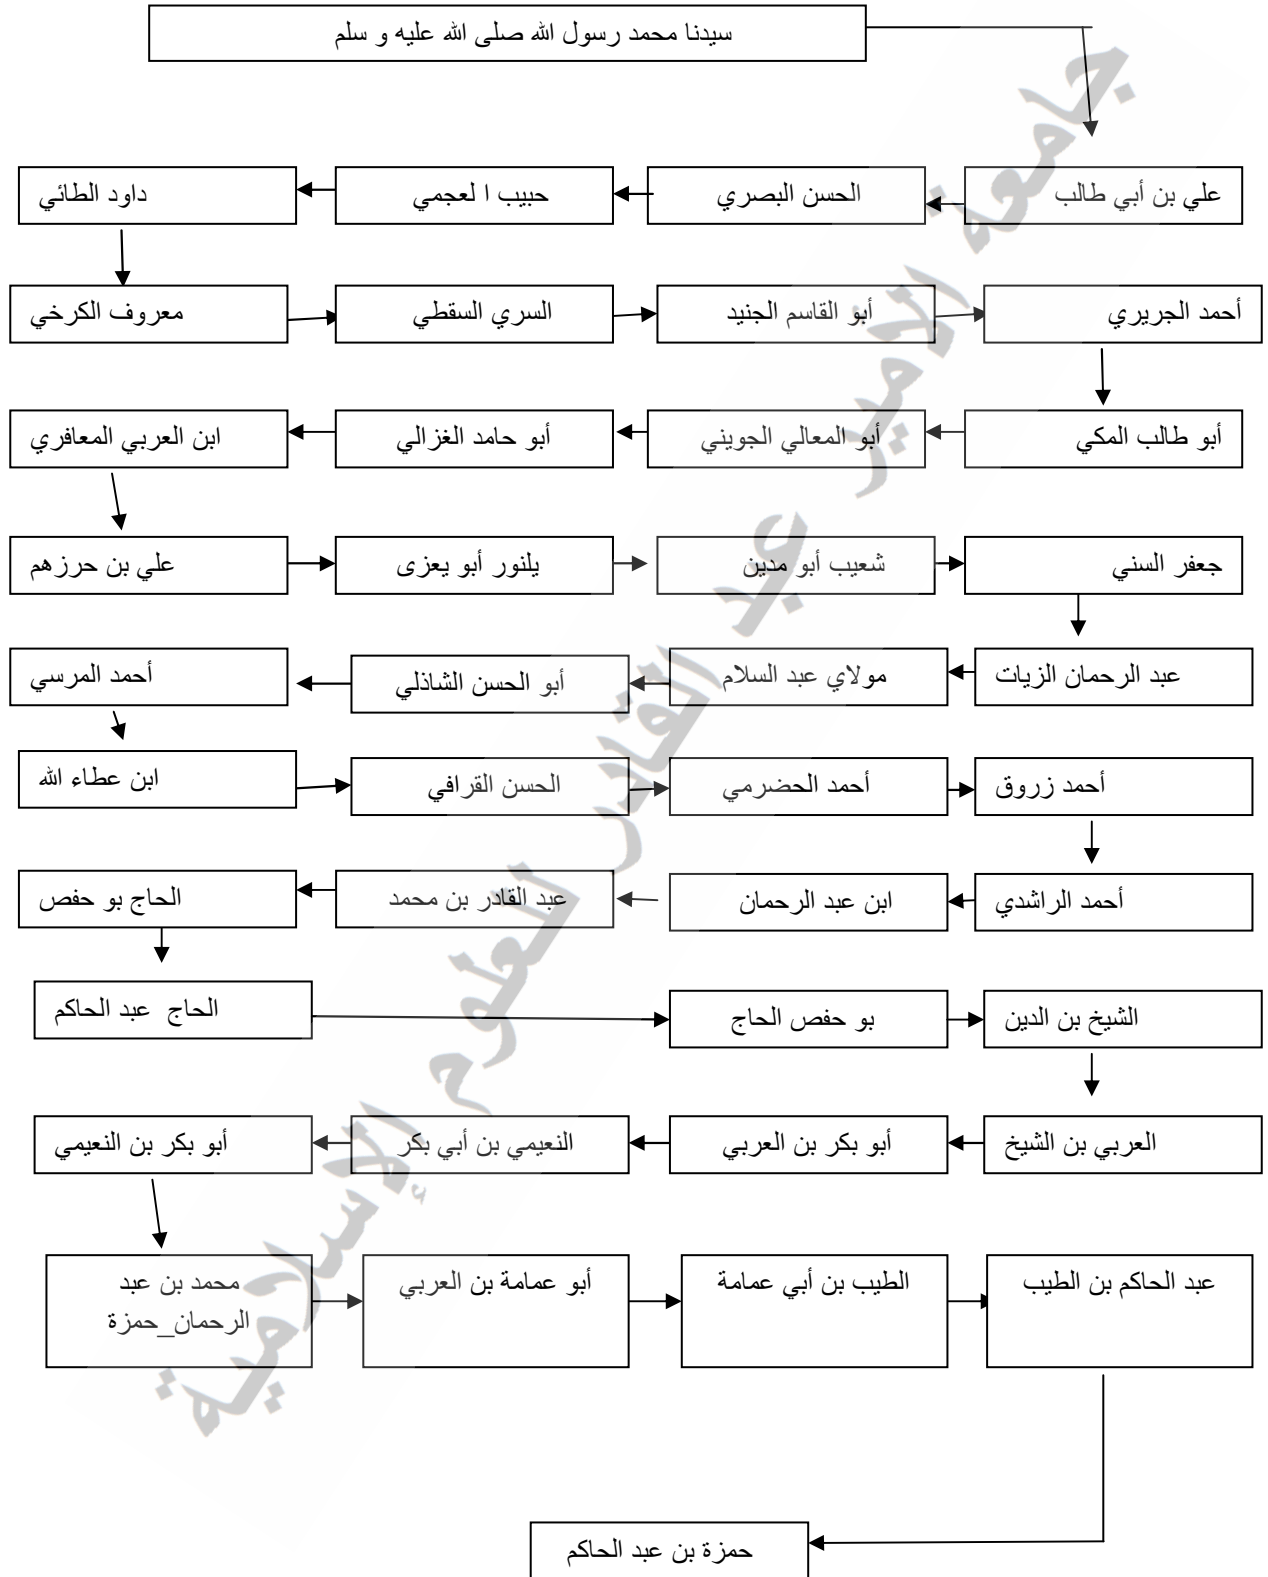 سيدنا محمد رسول الله صلى الله عليه و سلم
علي بن أبي طالب
الحسن البصري
حبيب ا لعجمي
داود الطائي
معروف الكرخي
السري السقطي
أبو القاسم الجنيد
أحمد الجريري
أبو طالب المكي
أبو المعالي الجويني
أبو حامد الغزالي
ابن العربي المعافري
علي بن حرزهم
يلنور أبو يعزى
شعيب أبو مدين
جعفر السني
عبد الرحمان الزيات
مولاي عبد السلام
أبو الحسن الشاذلي
أحمد المرسي
ابن عطاء الله
الحسن القرافي
أحمد الحضرمي
أحمد زروق
أحمد الراشدي
ابن عبد الرحمان
عبد القادر بن محمد
الحاج بو حفص
الحاج عبد الحاكم
بو حفص الحاج
الشيخ بن الدين
العربي بن الشيخ
أبو بكر بن العربي
النعيمي بن أبي بكر
أبو بكر بن النعيمي
محمد بن عبد
الرحمان_حمزة
أبو عمامة بن العربي
الطيب بن أبي عمامة
عبد الحاكم بن الطيب
حمزة بن عبد الحاكم
جامعة الأمير عبد القادر للعلوم الإسلامية